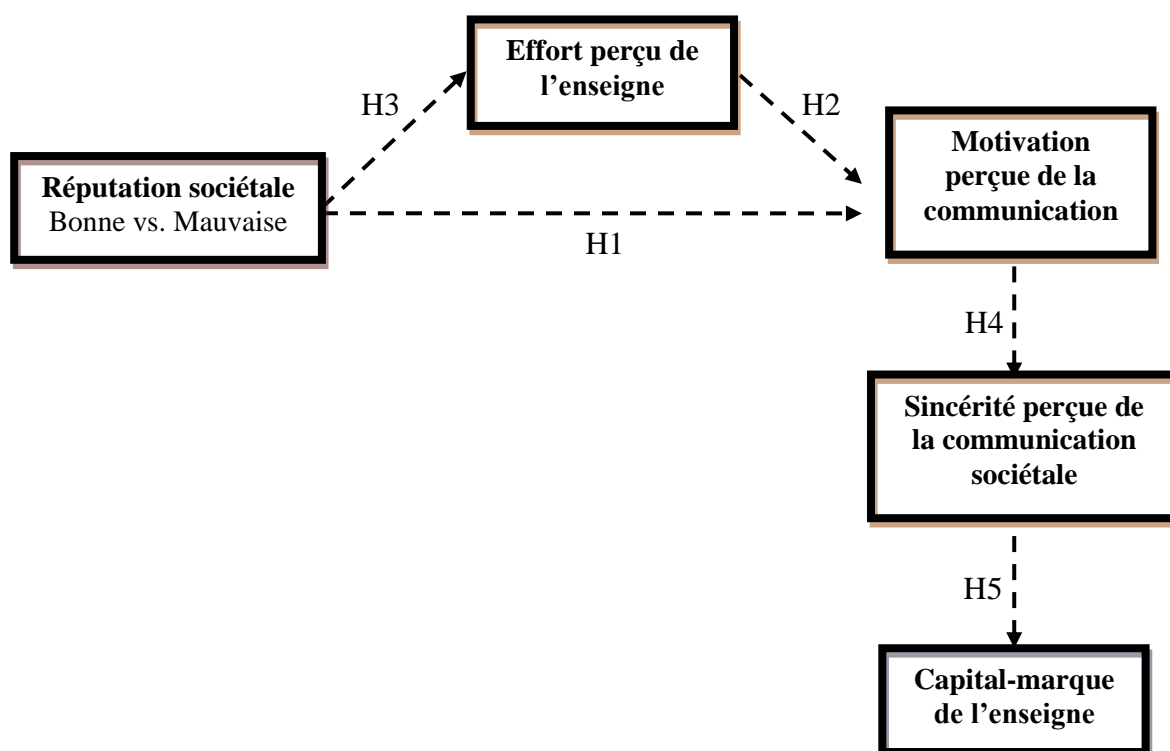 Effort perçu de
l’enseigne
H3
H2
Motivation
perçue de la
communication
Réputation sociétale
Bonne vs. Mauvaise
H1
H4
Sincérité perçue de
la communication
sociétale
H5
Capital-marque
de l’enseigne